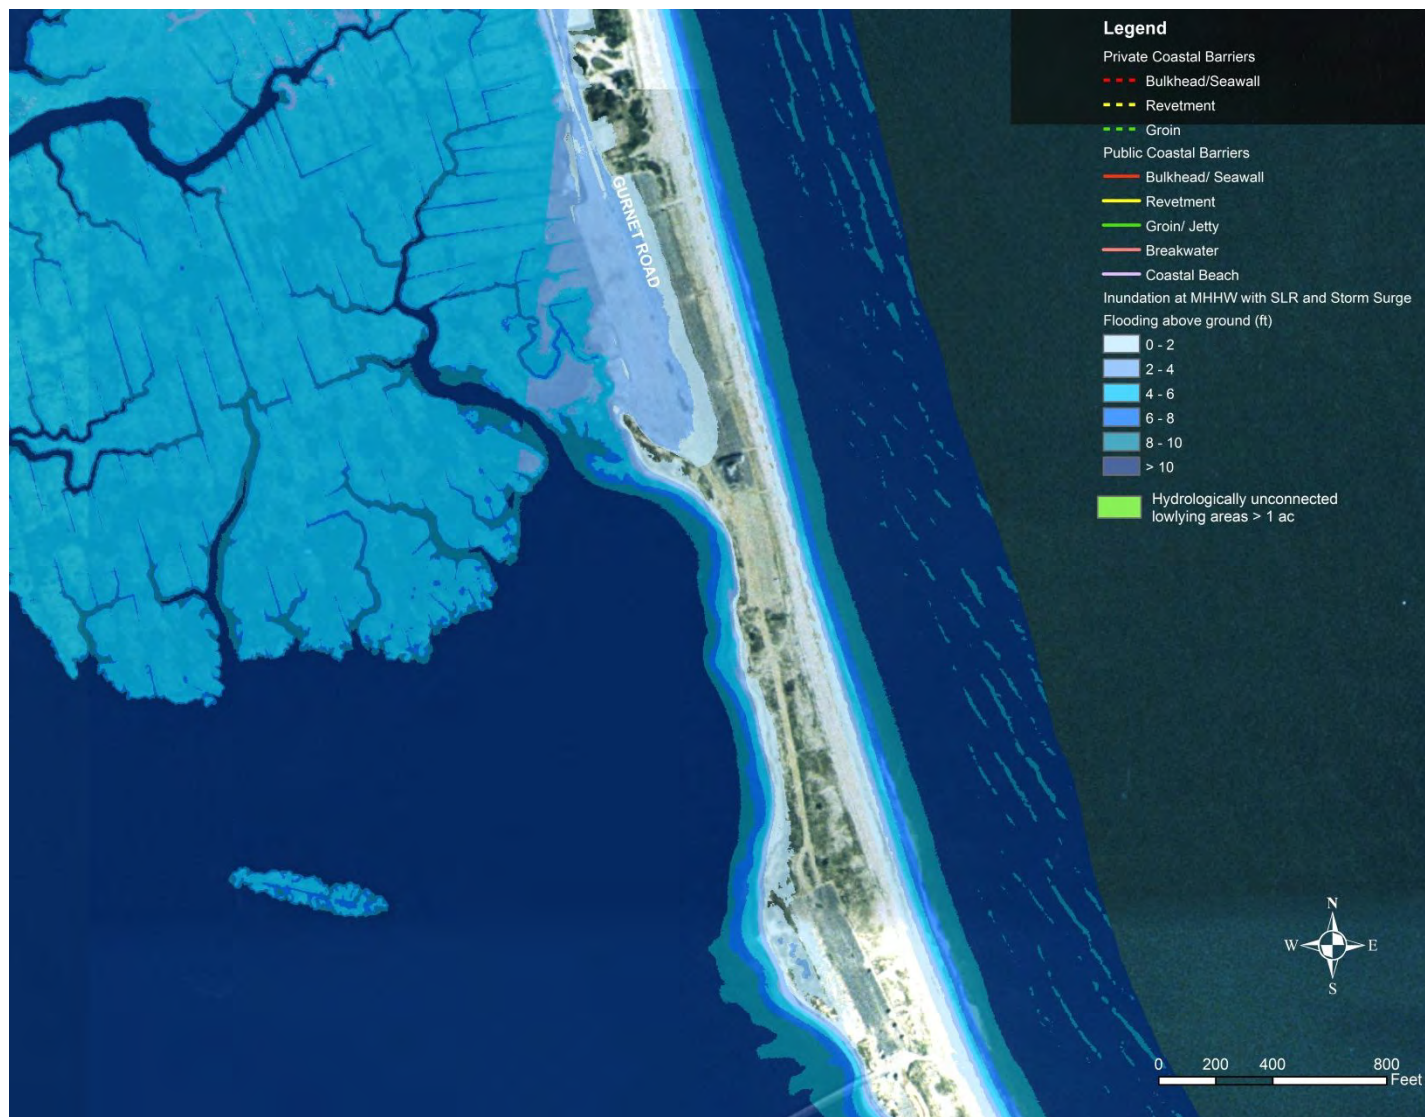 Legend
Private Coastal Barriers
Bulkhead/Seawall
Revetment
Groin
Public Coastal Barriers
Bulkhead/ Seawall
Revetment
Groin/ Jetty
Breakwater
Coastal Beach
Inundation at MHHW with SLR and Storm Surge
Flooding above ground (ft)
0 - 2
2 - 4
4 - 6
6 - 8
8 - 10
> 10
Hydrologically unconnected
lowlying areas > 1 ac
GURNET ROAD
N
W E
S
0 200 400 800
Feet